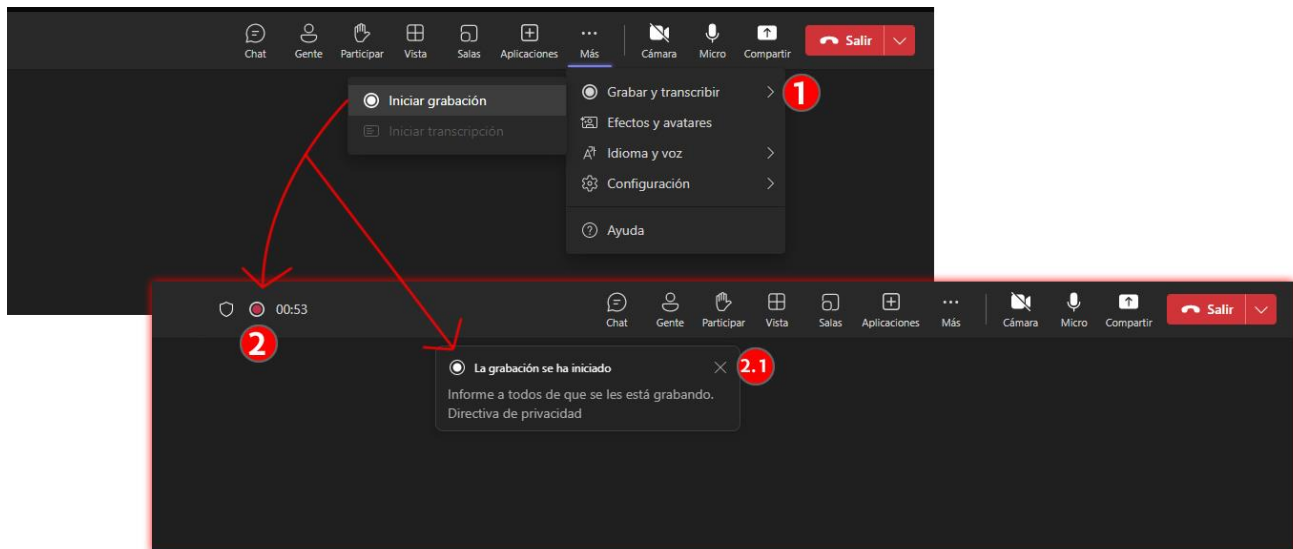 Chat Gente Participar Vista Salas Aplicaciones Más Cámara Micro Compartir Salir
Iniciar grabación
Iniciar transcripción
Grabar y transcribir
1
Efectos y avatares
Idioma y voz
Configuración
Ayuda
00:53
Chat Gente Participar Vista Salas Aplicaciones Más Cámara Micro Compartir Salir
2
La grabación se ha iniciado
2.1
Informe a todos de que se les está grabando.
Directiva de privacidad